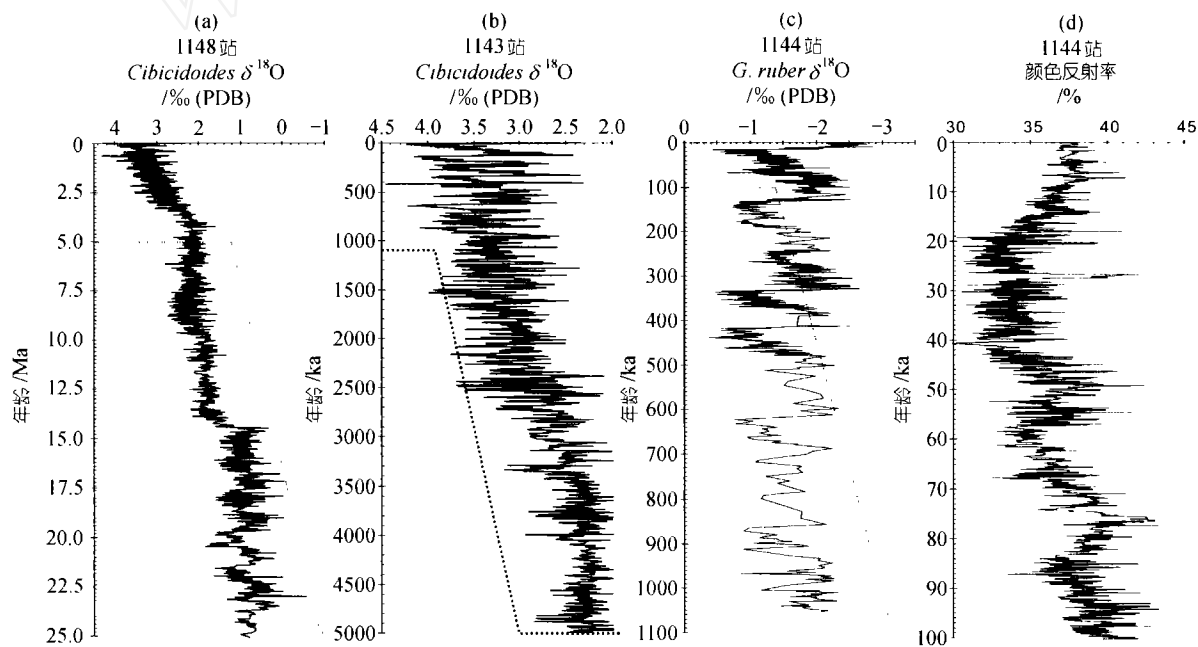 (a)
1148站
Cibicidoides δ ¹⁸O
/‰ (PDB)
4 3 2 1 0 −1
年龄/Ma
0
2.5
5.0
7.5
10.0
12.5
15.0
17.5
20.0
22.5
25.0
(b)
1143站
Cibicidoides δ ¹⁸O
/‰ (PDB)
4.5 4.0 3.5 3.0 2.5 2.0
年龄/ka
0
500
1000
1500
2000
2500
3000
3500
4000
4500
5000
(c)
1144站
G. ruber δ¹⁸O
/‰ (PDB)
0 −1 −2 −3
年龄/ka
0
100
200
300
400
500
600
700
800
900
1000
1100
(d)
1144站
颜色反射率
/%
30 35 40 45
年龄/ka
0
10
20
30
40
50
60
70
80
90
100